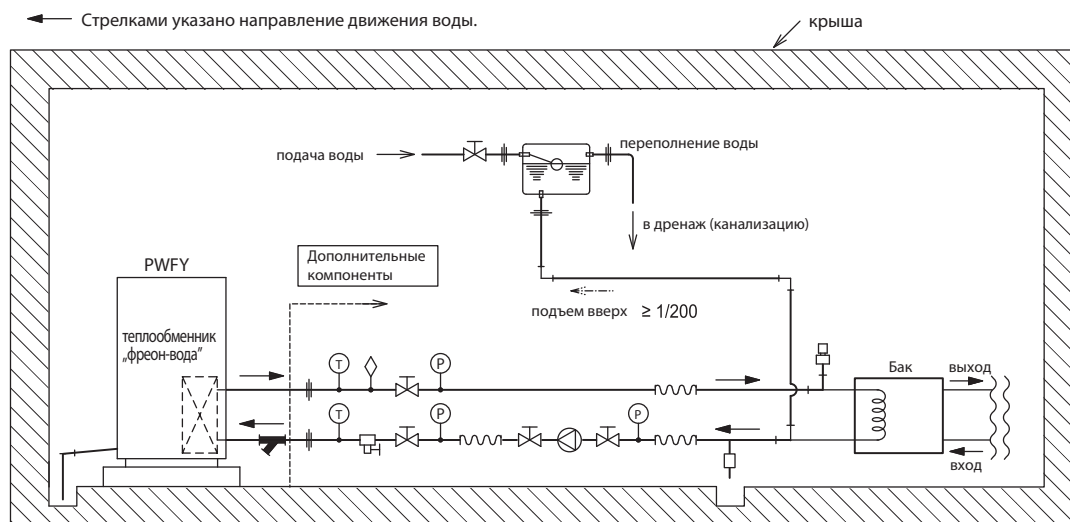 Стрелками указано направление движения воды.
крыша
подача воды
переполнение воды
в дренаж (канализацию)
PWFY
Дополнительные
компоненты
подъем вверх ≥ 1/200
теплообменник
„фреон-вода”
T
P
Бак
выход
T
P
P
вход